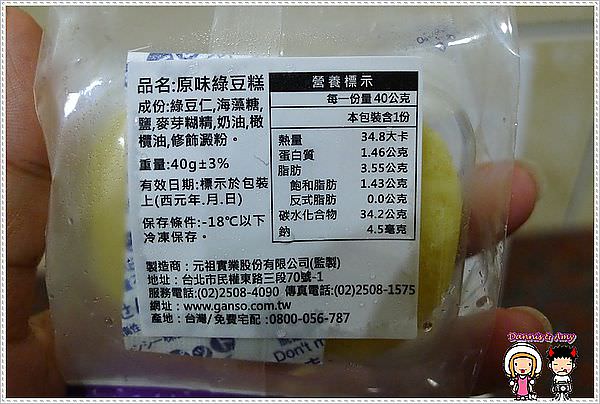 品名:原味綠豆糕
成份:綠豆仁,海藻糖,
鹽,麥芽糊精,奶油,橄
欖油,修飾澱粉。
重量:40g±3%
有效日期:標示於包裝
上(西元年.月.日)
保存條件:-18℃以下
冷凍保存。
營養標示
每一份量 40公克
本包裝含1份
熱量 34.8大卡
蛋白質 1.46公克
脂肪 3.55公克
飽和脂肪 1.43公克
反式脂肪 0.0公克
碳水化合物 34.2公克
鈉 4.5毫克
製造商：元祖實業股份有限公司(監製)
地址：台北市民權東路三段70號-1
服務電話:(02)2508-4090 傳真電話:(02)2508-1575
網址：www.ganso.com.tw
產地：台灣/ 免費宅配 :0800-056-787
Don't
Dannis & Amy